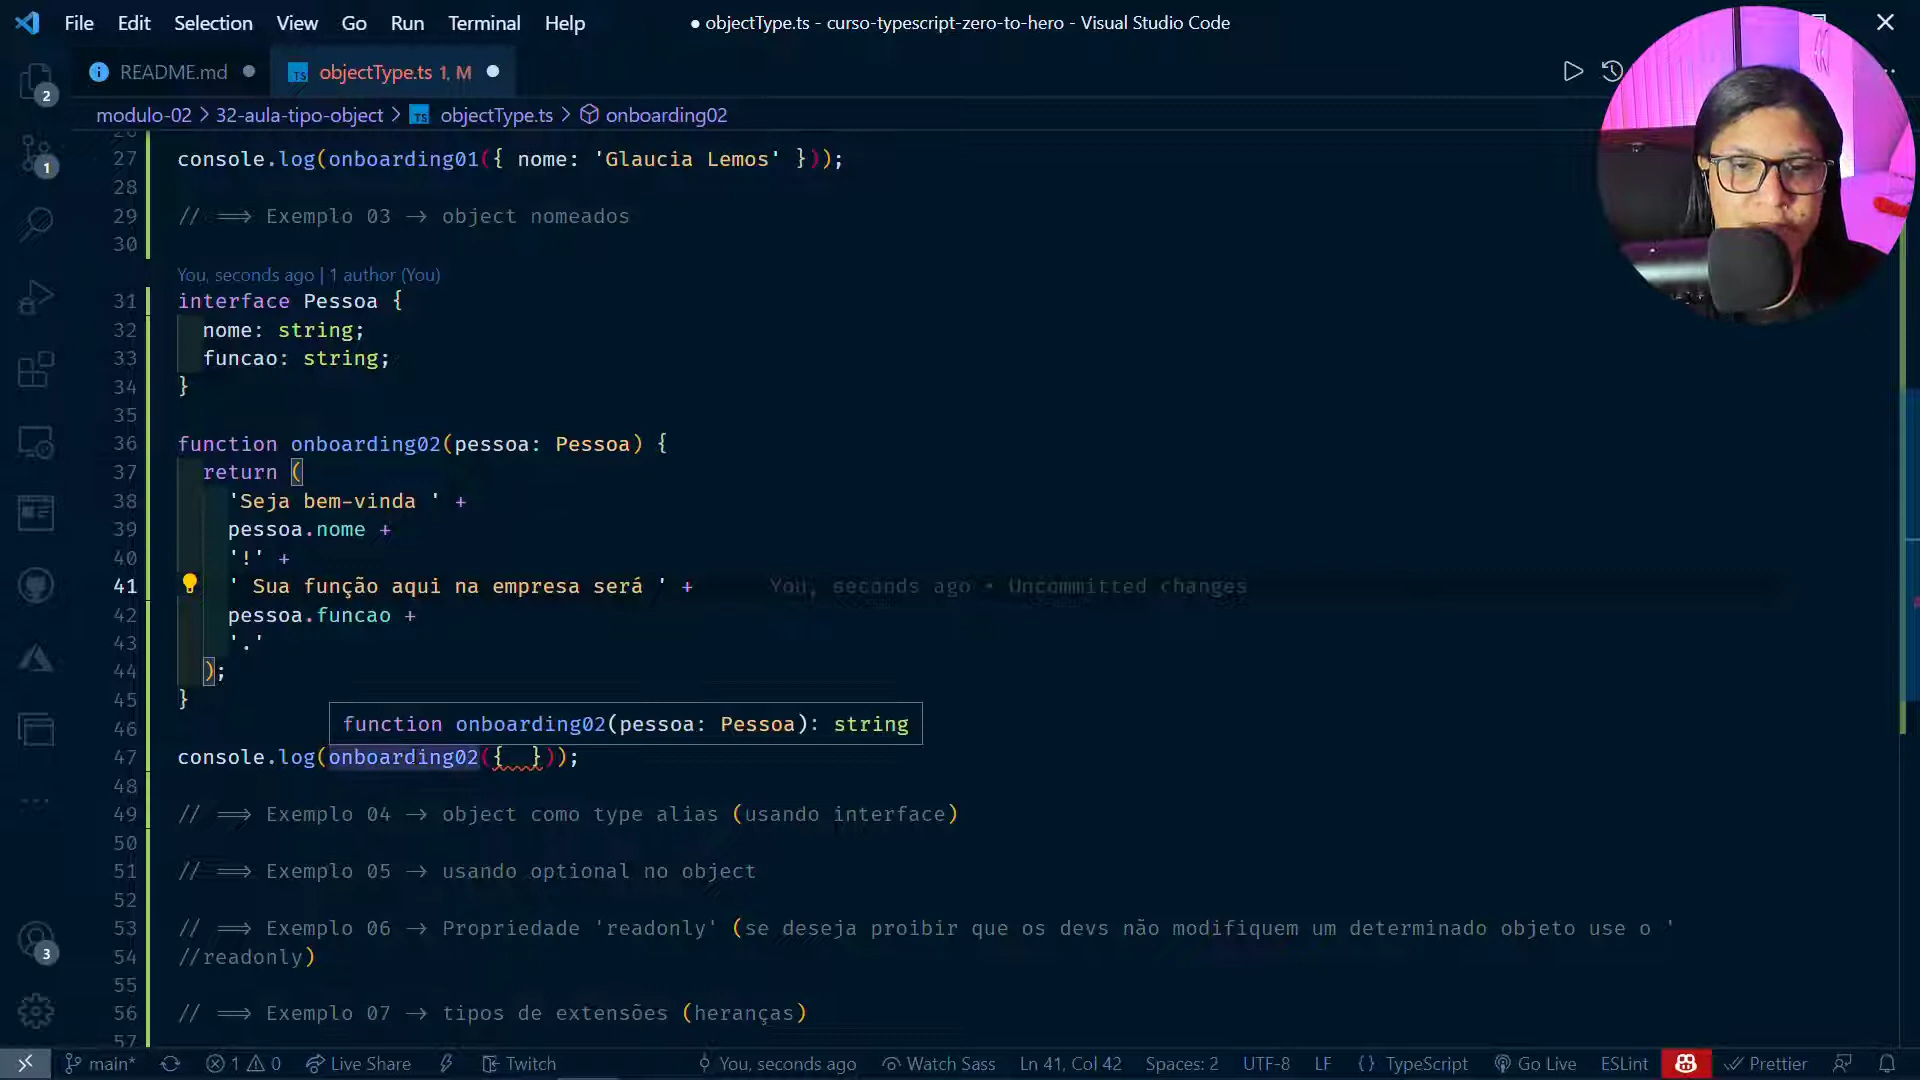 File Edit Selection View Go Run Terminal Help
● objectType.ts - curso-typescript-zero-to-hero - Visual Studio Code
README.md
TS objectType.ts 1, M
modulo-02 > 32-aula-tipo-object > TS objectType.ts > onboarding02
2
1
3
26
27 console.log(onboarding01({ nome: 'Glaucia Lemos' }));
28
29 // ==> Exemplo 03 -> object nomeados
30
You, seconds ago | 1 author (You)
31 interface Pessoa {
32 nome: string;
33 funcao: string;
34 }
35
36 function onboarding02(pessoa: Pessoa) {
37 return (
38 'Seja bem-vinda ' +
39 pessoa.nome +
40 '!' +
41 ' Sua função aqui na empresa será ' + You, seconds ago • Uncommitted changes
42 pessoa.funcao +
43 '.'
44 );
45 }
46
function onboarding02(pessoa: Pessoa): string
47 console.log(onboarding02({  }));
48
49 // ==> Exemplo 04 -> object como type alias (usando interface)
50
51 // ==> Exemplo 05 -> usando optional no object
52
53 // ==> Exemplo 06 -> Propriedade 'readonly' (se deseja proibir que os devs não modifiquem um determinado objeto use o '
54 //readonly)
55
56 // ==> Exemplo 07 -> tipos de extensões (heranças)
57
main* 1 0 Live Share Twitch You, seconds ago Watch Sass Ln 41, Col 42 Spaces: 2 UTF-8 LF {} TypeScript Go Live ESLint Prettier